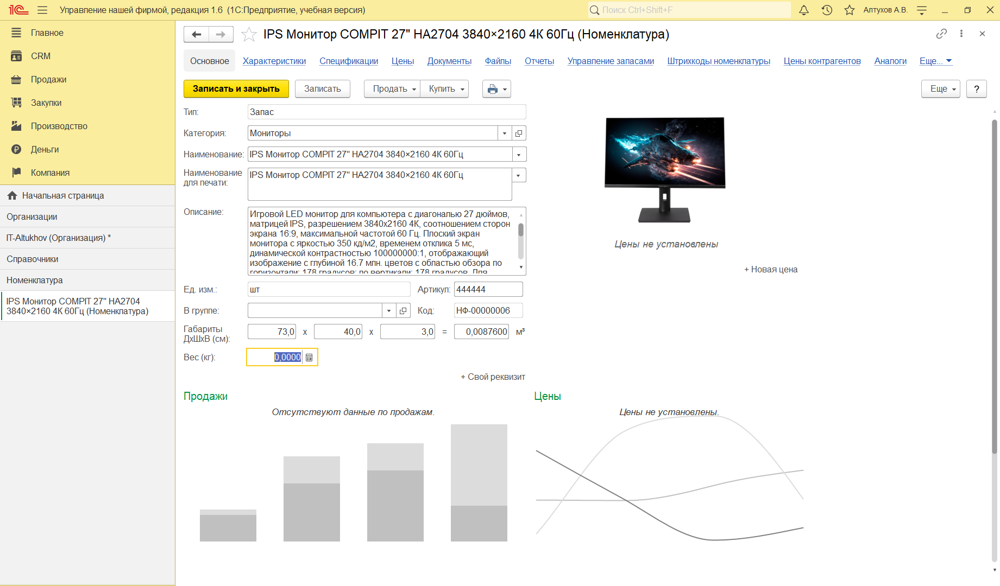 Управление нашей фирмой, редакция 1.6 (1С:Предприятие, учебная версия)
Поиск Ctrl+Shift+F
Алтухов А.В.
Главное
CRM
Продажи
Закупки
Производство
Деньги
Компания
Начальная страница
Организации
IT-Altukhov (Организация) *
Справочники
Номенклатура
IPS Монитор COMPIT 27" HA2704
3840×2160 4К 60Гц (Номенклатура)
IPS Монитор COMPIT 27" HA2704 3840×2160 4К 60Гц (Номенклатура)
Основное Характеристики Спецификации Цены Документы Файлы Отчеты Управление запасами Штрихкоды номенклатуры Цены контрагентов Аналоги Еще...
Записать и закрыть Записать Продать Купить Еще ?
Тип: Запас
Категория: Мониторы
Наименование: IPS Монитор COMPIT 27" HA2704 3840×2160 4К 60Гц
Наименование
для печати:
IPS Монитор COMPIT 27" HA2704 3840×2160 4К 60Гц
Описание:
Игровой LED монитор для компьютера с диагональю 27 дюймов,
матрицей IPS, разрешением 3840x2160 4К, соотношением сторон
экрана 16:9, максимальной частотой 60 Гц. Плоский экран
монитора с яркостью 350 кд/м2, временем отклика 5 мс,
динамической контрастностью 100000000:1, отображающий
изображение с глубиной 16.7 млн. цветов с областью обзора по
горизонтали: 178 градусов; по вертикали: 178 градусов. Для
Ед. изм.: шт Артикул: 444444
В группе: Код: НФ-00000006
Габариты
ДхШхВ (см):
73,0 x 40,0 x 3,0 = 0,0087600 м³
Вес (кг): 0,0000
+ Свой реквизит
Цены не установлены
+ Новая цена
Продажи
Отсутствуют данные по продажам.
Цены
Цены не установлены.